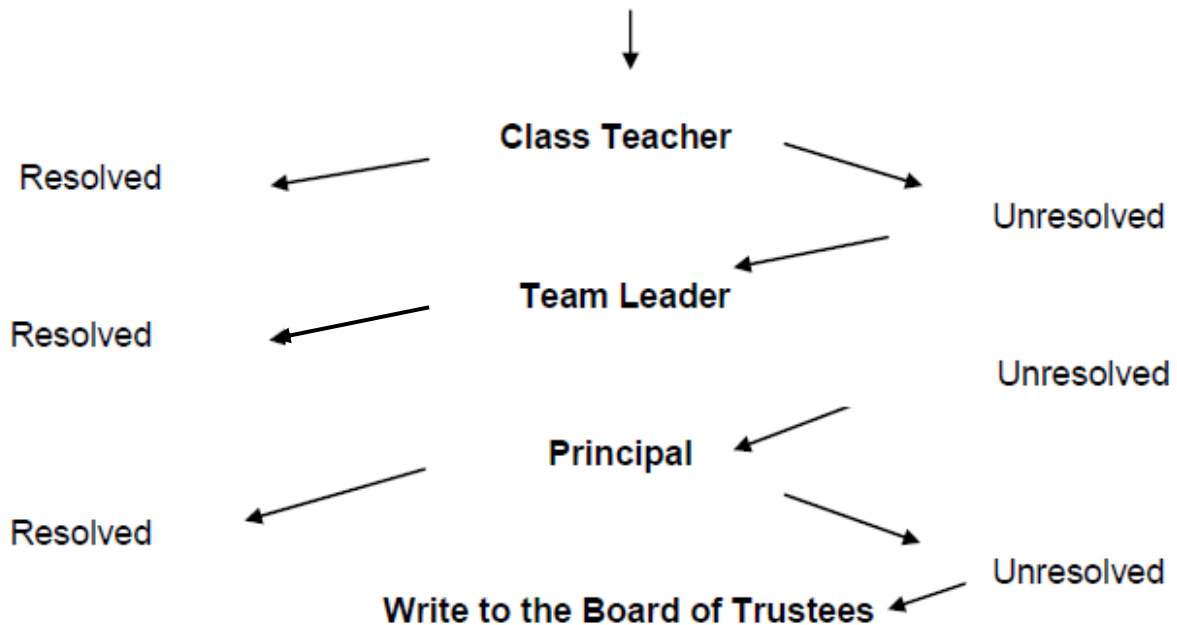 Class Teacher
Resolved
Unresolved
Team Leader
Resolved
Unresolved
Principal
Resolved
Unresolved
Write to the Board of Trustees